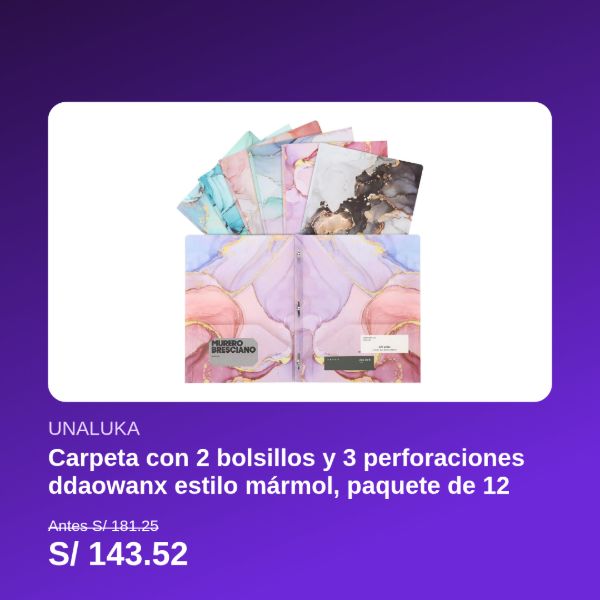 MURERO
BRESCIANO
UNALUKA
Carpeta con 2 bolsillos y 3 perforaciones
ddaowanx estilo mármol, paquete de 12
Antes S/ 181.25
S/ 143.52